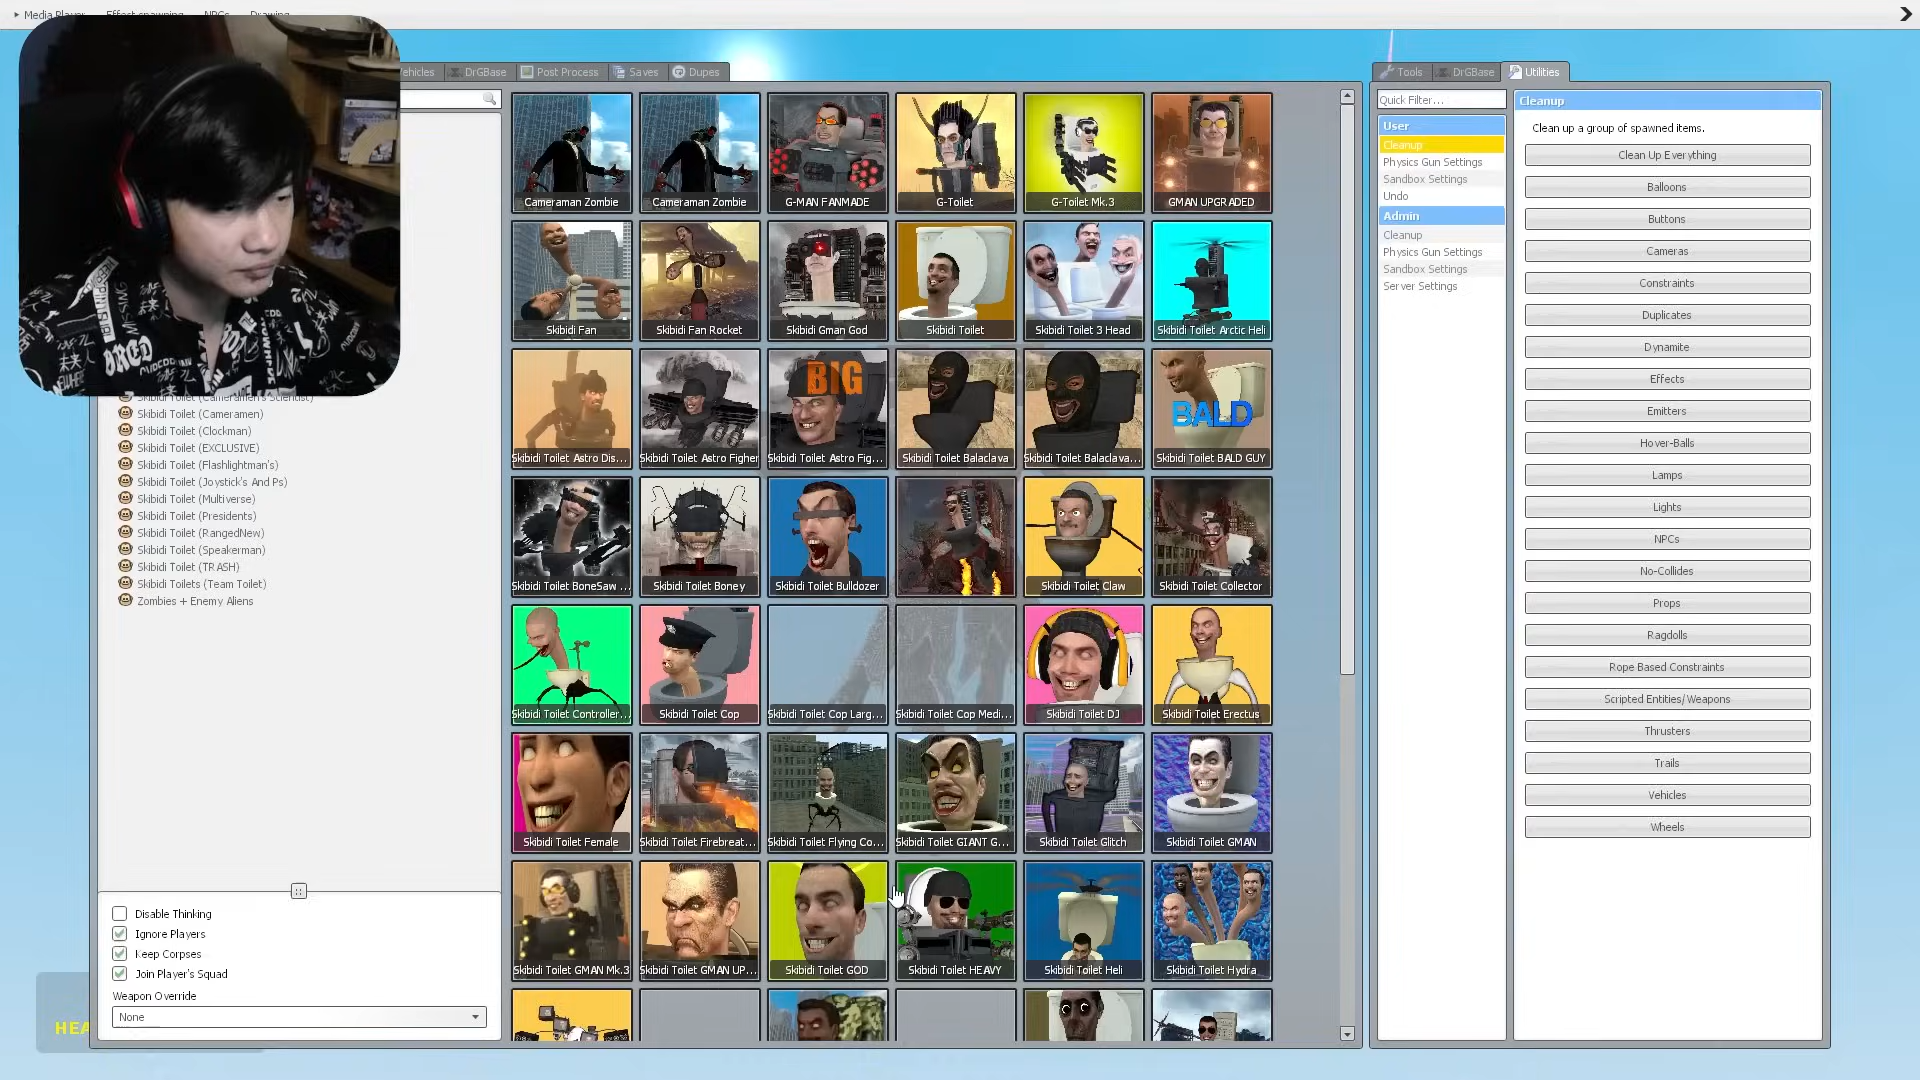 Media Player Effect spawning NPCs Drawing
Vehicles DrGBase Post Process Saves Dupes
Tools DrGBase Utilities
Cameraman Zombie Cameraman Zombie G-MAN FANMADE G-Toilet G-Toilet Mk.3 GMAN UPGRADED
Skibidi Fan Skibidi Fan Rocket Skibidi Gman God Skibidi Toilet Skibidi Toilet 3 Head Skibidi Toilet Arctic Heli
BIG
BALD
Skibidi Toilet Astro Dis... Skibidi Toilet Astro Figher Skibidi Toilet Astro Fig... Skibidi Toilet Balaclava Skibidi Toilet Balaclava... Skibidi Toilet BALD GUY
Skibidi Toilet BoneSaw ... Skibidi Toilet Boney Skibidi Toilet Bulldozer Skibidi Toilet Claw Skibidi Toilet Collector
Skibidi Toilet Controller... Skibidi Toilet Cop Skibidi Toilet Cop Larg... Skibidi Toilet Cop Medi... Skibidi Toilet DJ Skibidi Toilet Erectus
Skibidi Toilet Female Skibidi Toilet Firebreat... Skibidi Toilet Flying Co... Skibidi Toilet GIANT G... Skibidi Toilet Glitch Skibidi Toilet GMAN
Skibidi Toilet GMAN Mk.3 Skibidi Toilet GMAN UP... Skibidi Toilet GOD Skibidi Toilet HEAVY Skibidi Toilet Heli Skibidi Toilet Hydra
Skibidi Toilet (Cameramen's Scientist)
Skibidi Toilet (Cameramen)
Skibidi Toilet (Clockman)
Skibidi Toilet (EXCLUSIVE)
Skibidi Toilet (Flashlightman's)
Skibidi Toilet (Joystick's And Ps)
Skibidi Toilet (Multiverse)
Skibidi Toilet (Presidents)
Skibidi Toilet (RangedNew)
Skibidi Toilet (Speakerman)
Skibidi Toilet (TRASH)
Skibidi Toilets (Team Toilet)
Zombies + Enemy Aliens
Disable Thinking
Ignore Players
Keep Corpses
Join Player's Squad
Weapon Override
None
HEA
Quick Filter...
User
Cleanup
Physics Gun Settings
Sandbox Settings
Undo
Admin
Cleanup
Physics Gun Settings
Sandbox Settings
Server Settings
Cleanup
Clean up a group of spawned items.
Clean Up Everything
Balloons
Buttons
Cameras
Constraints
Duplicates
Dynamite
Effects
Emitters
Hover-Balls
Lamps
Lights
NPCs
No-Collides
Props
Ragdolls
Rope Based Constraints
Scripted Entities/Weapons
Thrusters
Trails
Vehicles
Wheels